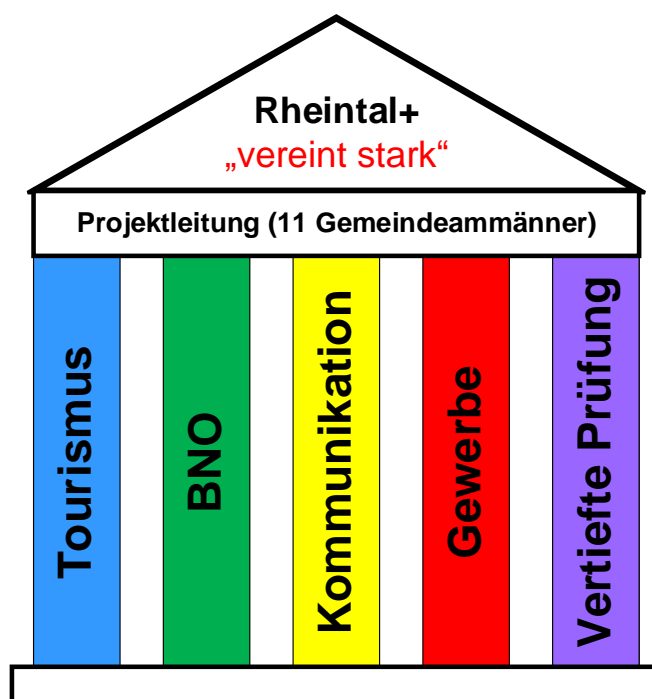 Rheintal+
„vereint stark“
Projektleitung (11 Gemeindeammänner)
Tourismus
BNO
Kommunikation
Gewerbe
Vertiefte Prüfung